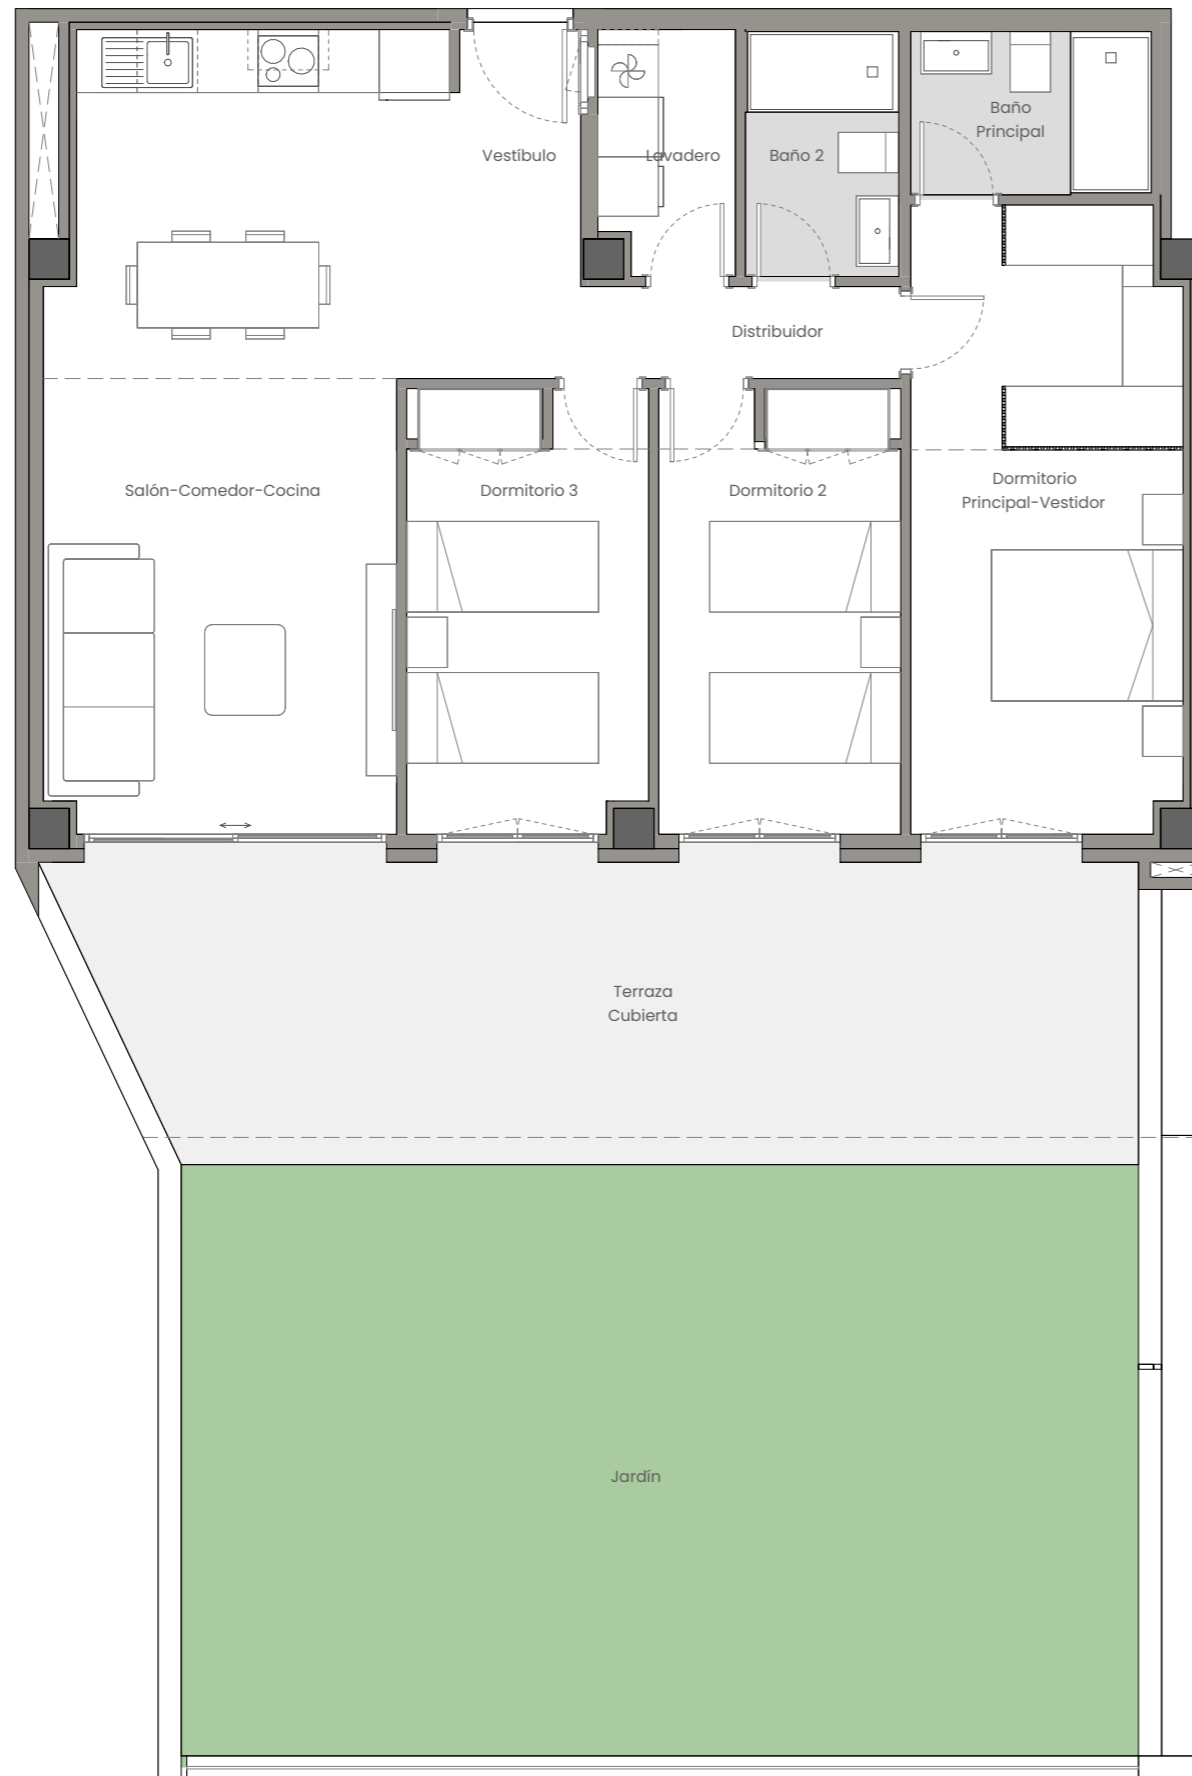 Baño
Principal
Vestíbulo
Lavadero
Baño 2
Distribuidor
Salón-Comedor-Cocina
Dormitorio 3
Dormitorio 2
Dormitorio
Principal-Vestidor
Terraza
Cubierta
Jardín